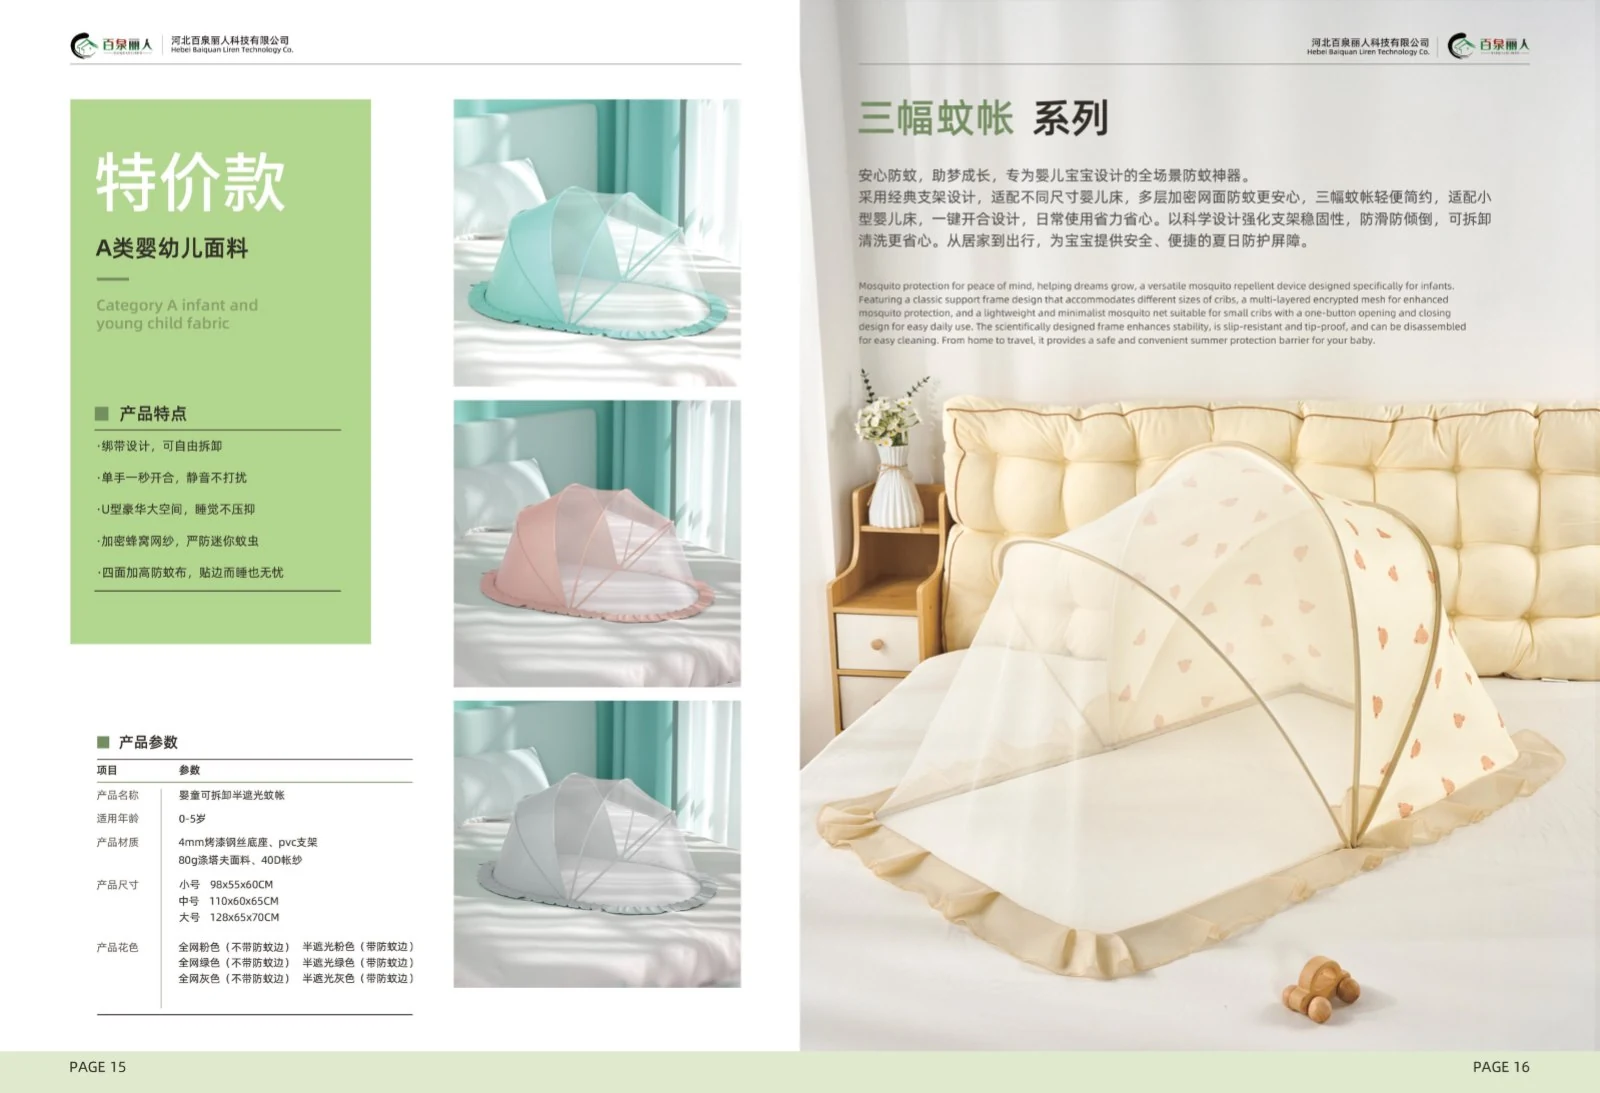 百泉丽人
河北百泉丽人科技有限公司
Hebei Baiquan Liren Technology Co.
特价款
A类婴幼儿面料
Category A infant and
young child fabric
产品特点
·绑带设计，可自由拆卸
·单手一秒开合，静音不打扰
·U型豪华大空间，睡觉不压抑
·加密蜂窝网纱，严防迷你蚊虫
·四面加高防蚊布，贴边而睡也无忧
产品参数
项目 参数
产品名称 婴童可拆卸半遮光蚊帐
适用年龄 0-5岁
产品材质 4mm烤漆钢丝底座、pvc支架
80g涤塔夫面料、40D帐纱
产品尺寸 小号 98x55x60CM
中号 110x60x65CM
大号 128x65x70CM
产品花色 全网粉色（不带防蚊边） 半遮光粉色（带防蚊边）
全网绿色（不带防蚊边） 半遮光绿色（带防蚊边）
全网灰色（不带防蚊边） 半遮光灰色（带防蚊边）
PAGE 15
河北百泉丽人科技有限公司
Hebei Baiquan Liren Technology Co.
百泉丽人
三幅蚊帐 系列
安心防蚊，助梦成长，专为婴儿宝宝设计的全场景防蚊神器。
采用经典支架设计，适配不同尺寸婴儿床，多层加密网面防蚊更安心，三幅蚊帐轻便简约，适配小
型婴儿床，一键开合设计，日常使用省力省心。以科学设计强化支架稳固性，防滑防倾倒，可拆卸
清洗更省心。从居家到出行，为宝宝提供安全、便捷的夏日防护屏障。
Mosquito protection for peace of mind, helping dreams grow, a versatile mosquito repellent device designed specifically for infants.
Featuring a classic support frame design that accommodates different sizes of cribs, a multi-layered encrypted mesh for enhanced
mosquito protection, and a lightweight and minimalist mosquito net suitable for small cribs with a one-button opening and closing
design for easy daily use. The scientifically designed frame enhances stability, is slip-resistant and tip-proof, and can be disassembled
for easy cleaning. From home to travel, it provides a safe and convenient summer protection barrier for your baby.
PAGE 16